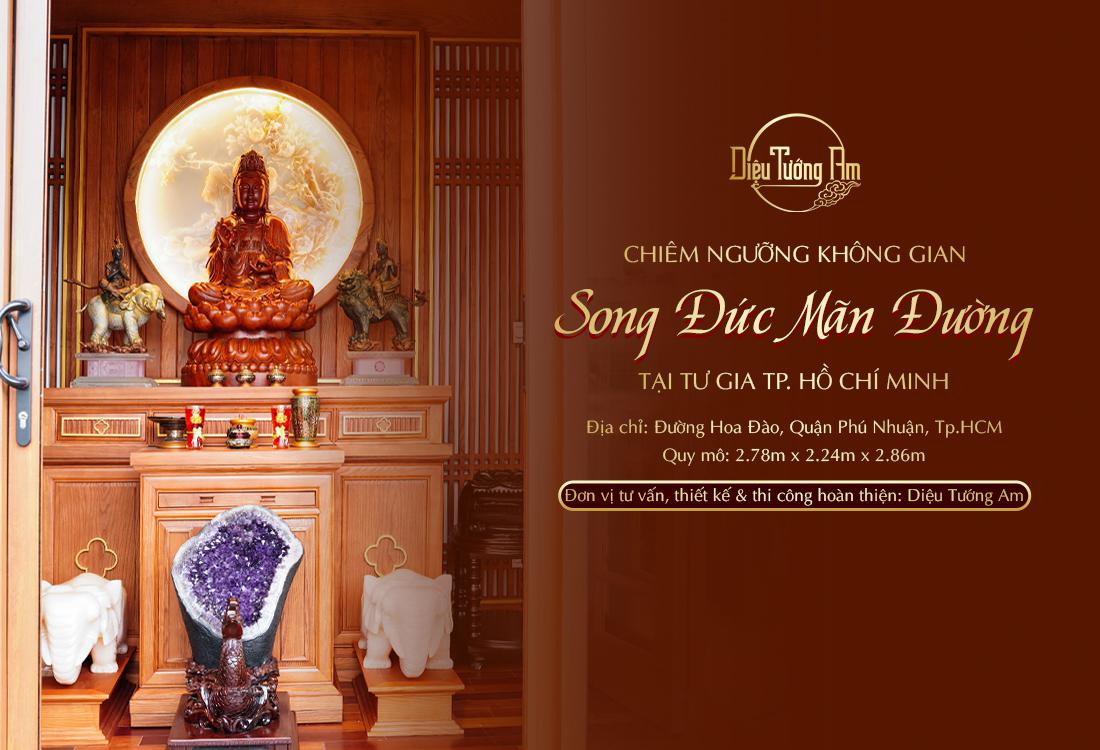 Diệu Tướng Am
CHIÊM NGƯỠNG KHÔNG GIAN
Song Đức Mãn Đường
TẠI TƯ GIA TP. HỒ CHÍ MINH
Địa chỉ: Đường Hoa Đào, Quận Phú Nhuận, Tp.HCM
Quy mô: 2.78m x 2.24m x 2.86m
Đơn vị tư vấn, thiết kế & thi công hoàn thiện: Diệu Tướng Am